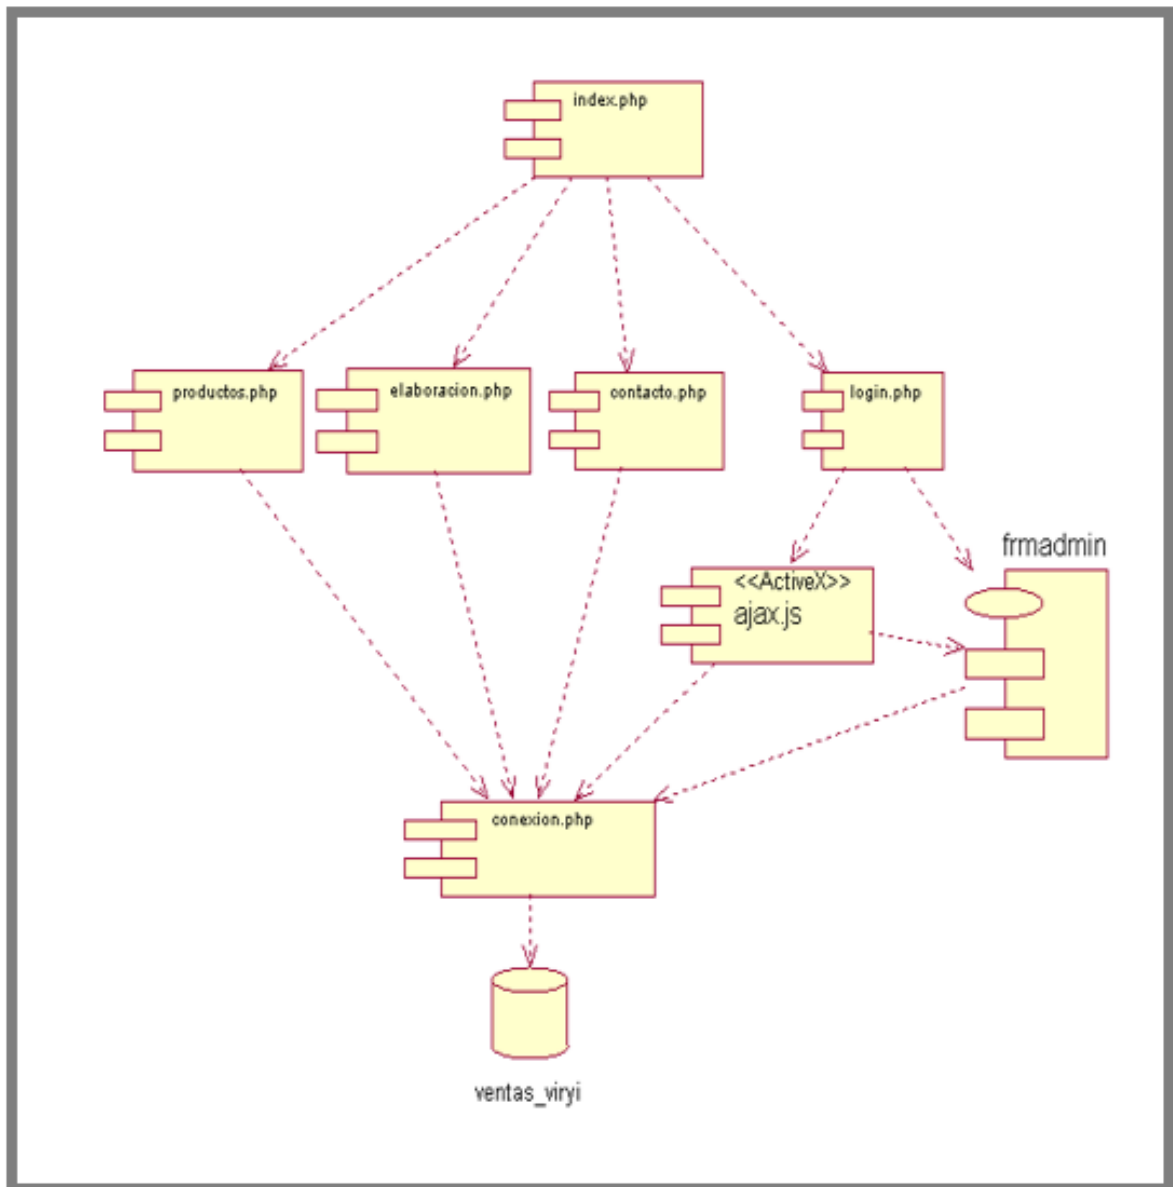 index.php
productos.php
elaboracion.php
contacto.php
login.php
frmadmin
<<ActiveX>>
ajax.js
conexion.php
ventas_viryi